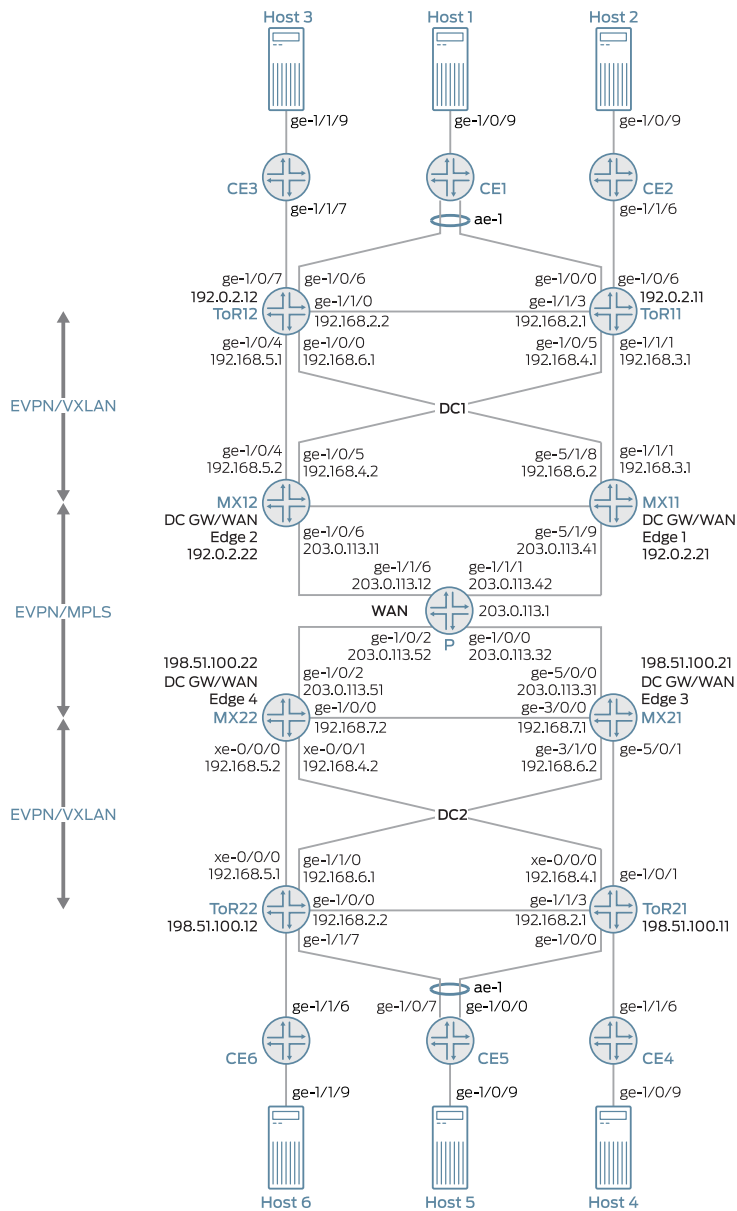 Host 3
Host 1
Host 2
ge-1/1/9
ge-1/0/9
ge-1/0/9
CE3
CE1
CE2
ge-1/1/7
ae-1
ge-1/1/6
ge-1/0/7
192.0.2.12
ToR12
ge-1/0/6
ge-1/1/0
192.168.2.2
ge-1/0/0
ge-1/1/3
192.168.2.1
ge-1/0/6
192.0.2.11
ToR11
ge-1/0/4
192.168.5.1
ge-1/0/0
192.168.6.1
ge-1/0/5
192.168.4.1
ge-1/1/1
192.168.3.1
EVPN/VXLAN
DC1
ge-1/0/4
192.168.5.2
ge-1/0/5
192.168.4.2
ge-5/1/8
192.168.6.2
ge-1/1/1
192.168.3.1
MX12
DC GW/WAN
Edge 2
192.0.2.22
MX11
DC GW/WAN
Edge 1
192.0.2.21
ge-1/0/6
203.0.113.11
ge-5/1/9
203.0.113.41
ge-1/1/6
203.0.113.12
ge-1/1/1
203.0.113.42
EVPN/MPLS
WAN
P
203.0.113.1
ge-1/0/2
203.0.113.52
ge-1/0/0
203.0.113.32
198.51.100.22
DC GW/WAN
Edge 4
MX22
ge-1/0/2
203.0.113.51
ge-1/0/0
192.168.7.2
ge-5/0/0
203.0.113.31
ge-3/0/0
192.168.7.1
198.51.100.21
DC GW/WAN
Edge 3
MX21
xe-0/0/0
192.168.5.2
xe-0/0/1
192.168.4.2
ge-3/1/0
192.168.6.2
ge-5/0/1
EVPN/VXLAN
DC2
xe-0/0/0
192.168.5.1
ge-1/1/0
192.168.6.1
xe-0/0/0
192.168.4.1
ge-1/0/1
ToR22
198.51.100.12
ge-1/0/0
192.168.2.2
ge-1/1/7
ge-1/1/3
192.168.2.1
ge-1/0/0
ToR21
198.51.100.11
ae-1
ge-1/1/6
ge-1/0/7
ge-1/0/0
ge-1/1/6
CE6
CE5
CE4
ge-1/1/9
ge-1/0/9
ge-1/0/9
Host 6
Host 5
Host 4